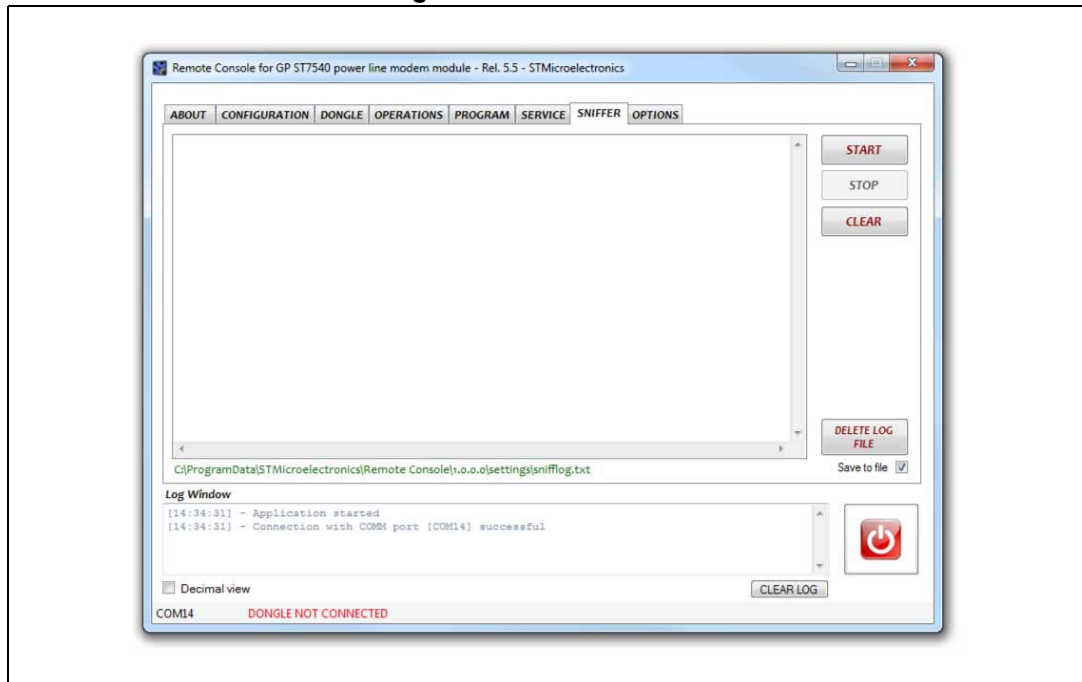 Remote Console for GP ST7540 power line modem module - Rel. 5.5 - STMicroelectronics
ABOUT CONFIGURATION DONGLE OPERATIONS PROGRAM SERVICE SNIFFER OPTIONS
START
STOP
CLEAR
DELETE LOG
FILE
C:\ProgramData\STMicroelectronics\Remote Console\1.0.0.0\settings\snifflog.txt
Save to file
Log Window
[14:34:31] - Application started
[14:34:31] - Connection with COMM port [COM14] successful
Decimal view
CLEAR LOG
COM14 DONGLE NOT CONNECTED